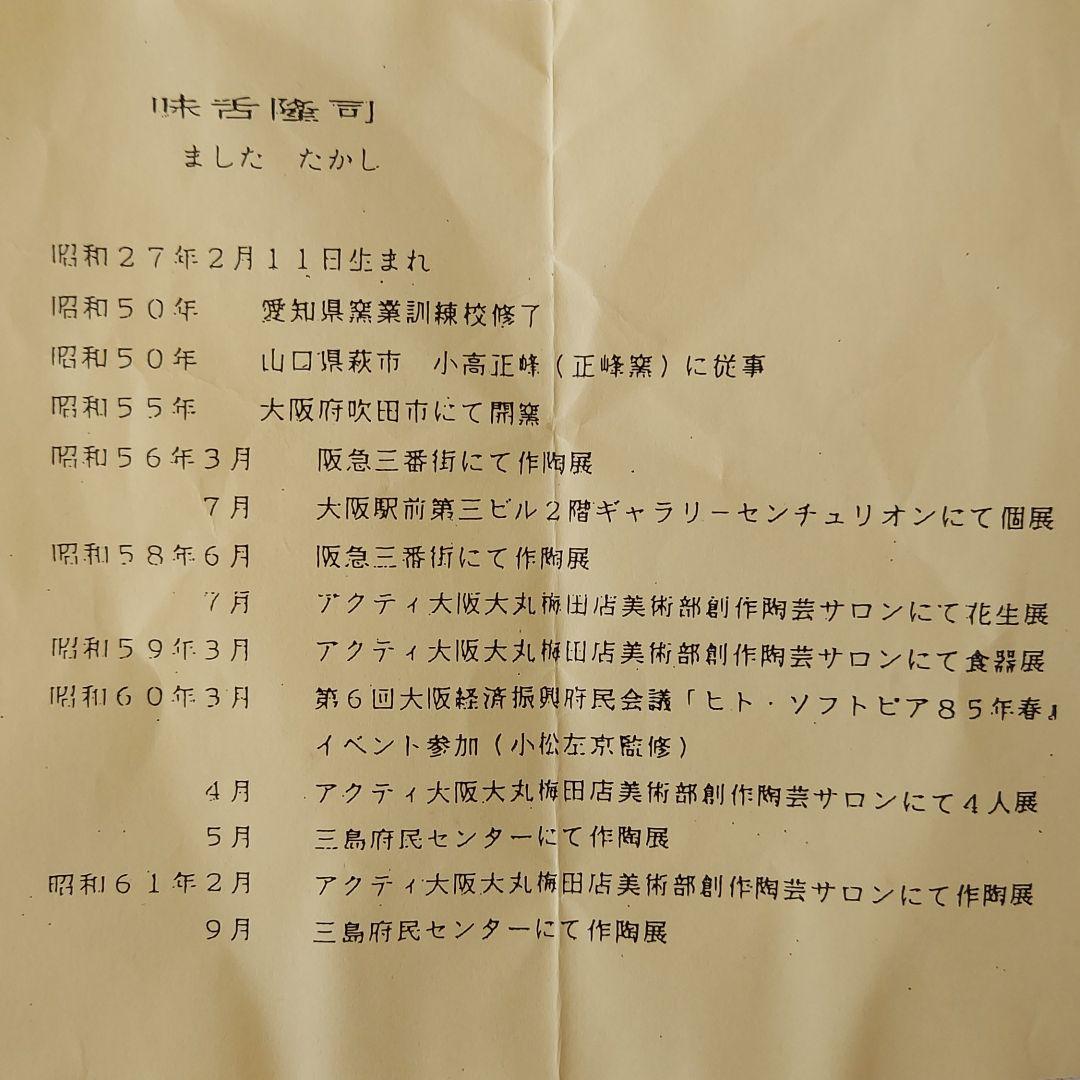 味舌隆司
ました　たかし
昭和２７年２月１１日生まれ
昭和５０年　　愛知県窯業訓練校修了
昭和５０年　　山口県萩市　小高正峰（正峰窯）に従事
昭和５５年　　大阪府吹田市にて開窯
昭和５６年３月　　阪急三番街にて作陶展
７月　　大阪駅前第三ビル２階ギャラリーセンチュリオンにて個展
昭和５８年６月　　阪急三番街にて作陶展
７月　　アクティ大阪大丸梅田店美術部創作陶芸サロンにて花生展
昭和５９年３月　　アクティ大阪大丸梅田店美術部創作陶芸サロンにて食器展
昭和６０年３月　　第６回大阪経済振興府民会議「ヒト・ソフトピア８５年春』
イベント参加（小松左京監修）
４月　　アクティ大阪大丸梅田店美術部創作陶芸サロンにて４人展
５月　　三島府民センターにて作陶展
昭和６１年２月　　アクティ大阪大丸梅田店美術部創作陶芸サロンにて作陶展
９月　　三島府民センターにて作陶展